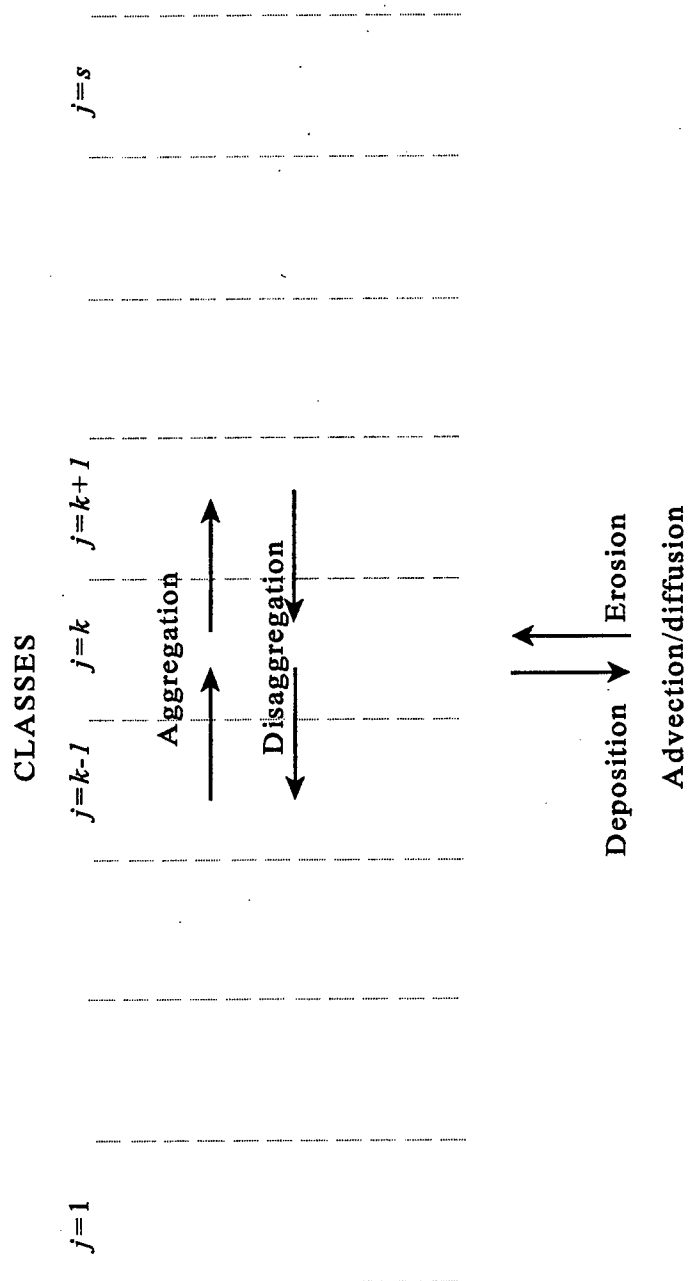 CLASSES
j=1 j=k-1 j=k j=k+1 j=s
Aggregation
Disaggregation
Deposition Erosion
Advection/diffusion